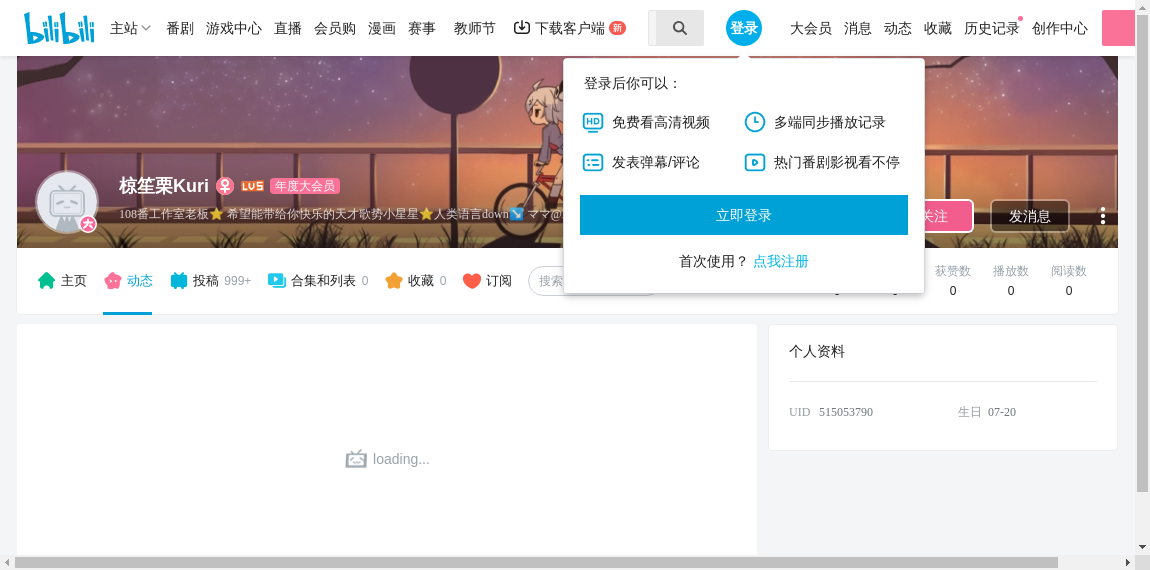 bilibili 主站 番剧 游戏中心 直播 会员购 漫画 赛事 教师节 下载客户端 新 登录 大会员 消息 动态 收藏 历史记录 创作中心
登录后你可以：
HD 免费看高清视频 多端同步播放记录
发表弹幕/评论 热门番剧影视看不停
立即登录
首次使用？ 点我注册
椋笙栗Kuri LV5 年度大会员
大 108番工作室老板⭐ 希望能带给你快乐的天才歌势小星星⭐人类语言down↘ ママ@
关注 发消息
主页 动态 投稿 999+ 合集和列表 0 收藏 0 订阅 搜索
获赞数 播放数 阅读数
0 0 0
个人资料
UID 515053790 生日 07-20
loading...